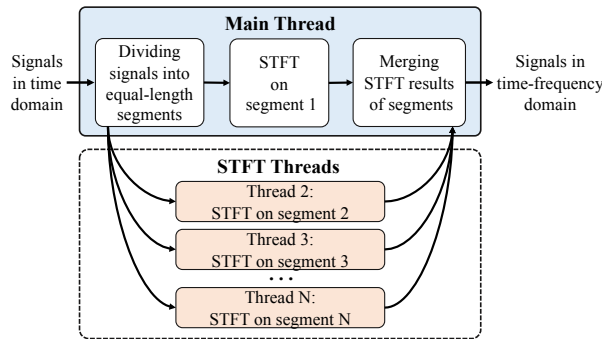 Main Thread
Signals
in time
domain
Dividing
signals into
equal-length
segments
STFT
on
segment 1
Merging
STFT results
of segments
Signals in
time-frequency
domain
STFT Threads
Thread 2:
STFT on segment 2
Thread 3:
STFT on segment 3
...
Thread N:
STFT on segment N